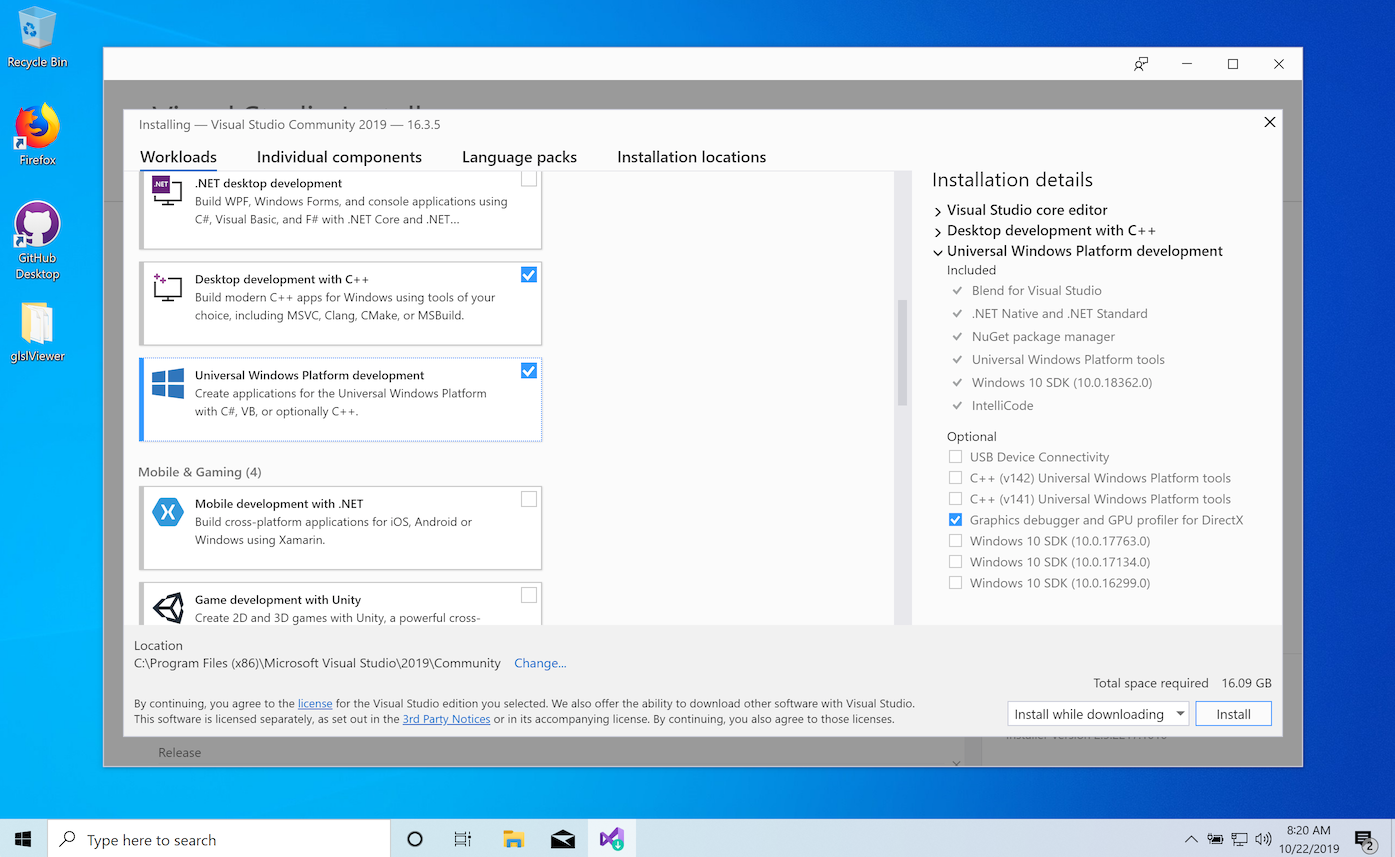 Recycle Bin
Firefox
GitHub
Desktop
glslViewer
Installing — Visual Studio Community 2019 — 16.3.5
Workloads
Individual components
Language packs
Installation locations
.NET
.NET desktop development
Build WPF, Windows Forms, and console applications using
C#, Visual Basic, and F# with .NET Core and .NET...
Desktop development with C++
Build modern C++ apps for Windows using tools of your
choice, including MSVC, Clang, CMake, or MSBuild.
Universal Windows Platform development
Create applications for the Universal Windows Platform
with C#, VB, or optionally C++.
Mobile & Gaming (4)
Mobile development with .NET
Build cross-platform applications for iOS, Android or
Windows using Xamarin.
Game development with Unity
Create 2D and 3D games with Unity, a powerful cross-
Installation details
Visual Studio core editor
Desktop development with C++
Universal Windows Platform development
Included
Blend for Visual Studio
.NET Native and .NET Standard
NuGet package manager
Universal Windows Platform tools
Windows 10 SDK (10.0.18362.0)
IntelliCode
Optional
USB Device Connectivity
C++ (v142) Universal Windows Platform tools
C++ (v141) Universal Windows Platform tools
Graphics debugger and GPU profiler for DirectX
Windows 10 SDK (10.0.17763.0)
Windows 10 SDK (10.0.17134.0)
Windows 10 SDK (10.0.16299.0)
Location
C:\Program Files (x86)\Microsoft Visual Studio\2019\Community Change...
Total space required 16.09 GB
By continuing, you agree to the license for the Visual Studio edition you selected. We also offer the ability to download other software with Visual Studio.
This software is licensed separately, as set out in the 3rd Party Notices or in its accompanying license. By continuing, you also agree to those licenses.
Install while downloading
Install
Release
Type here to search
8:20 AM
10/22/2019
2